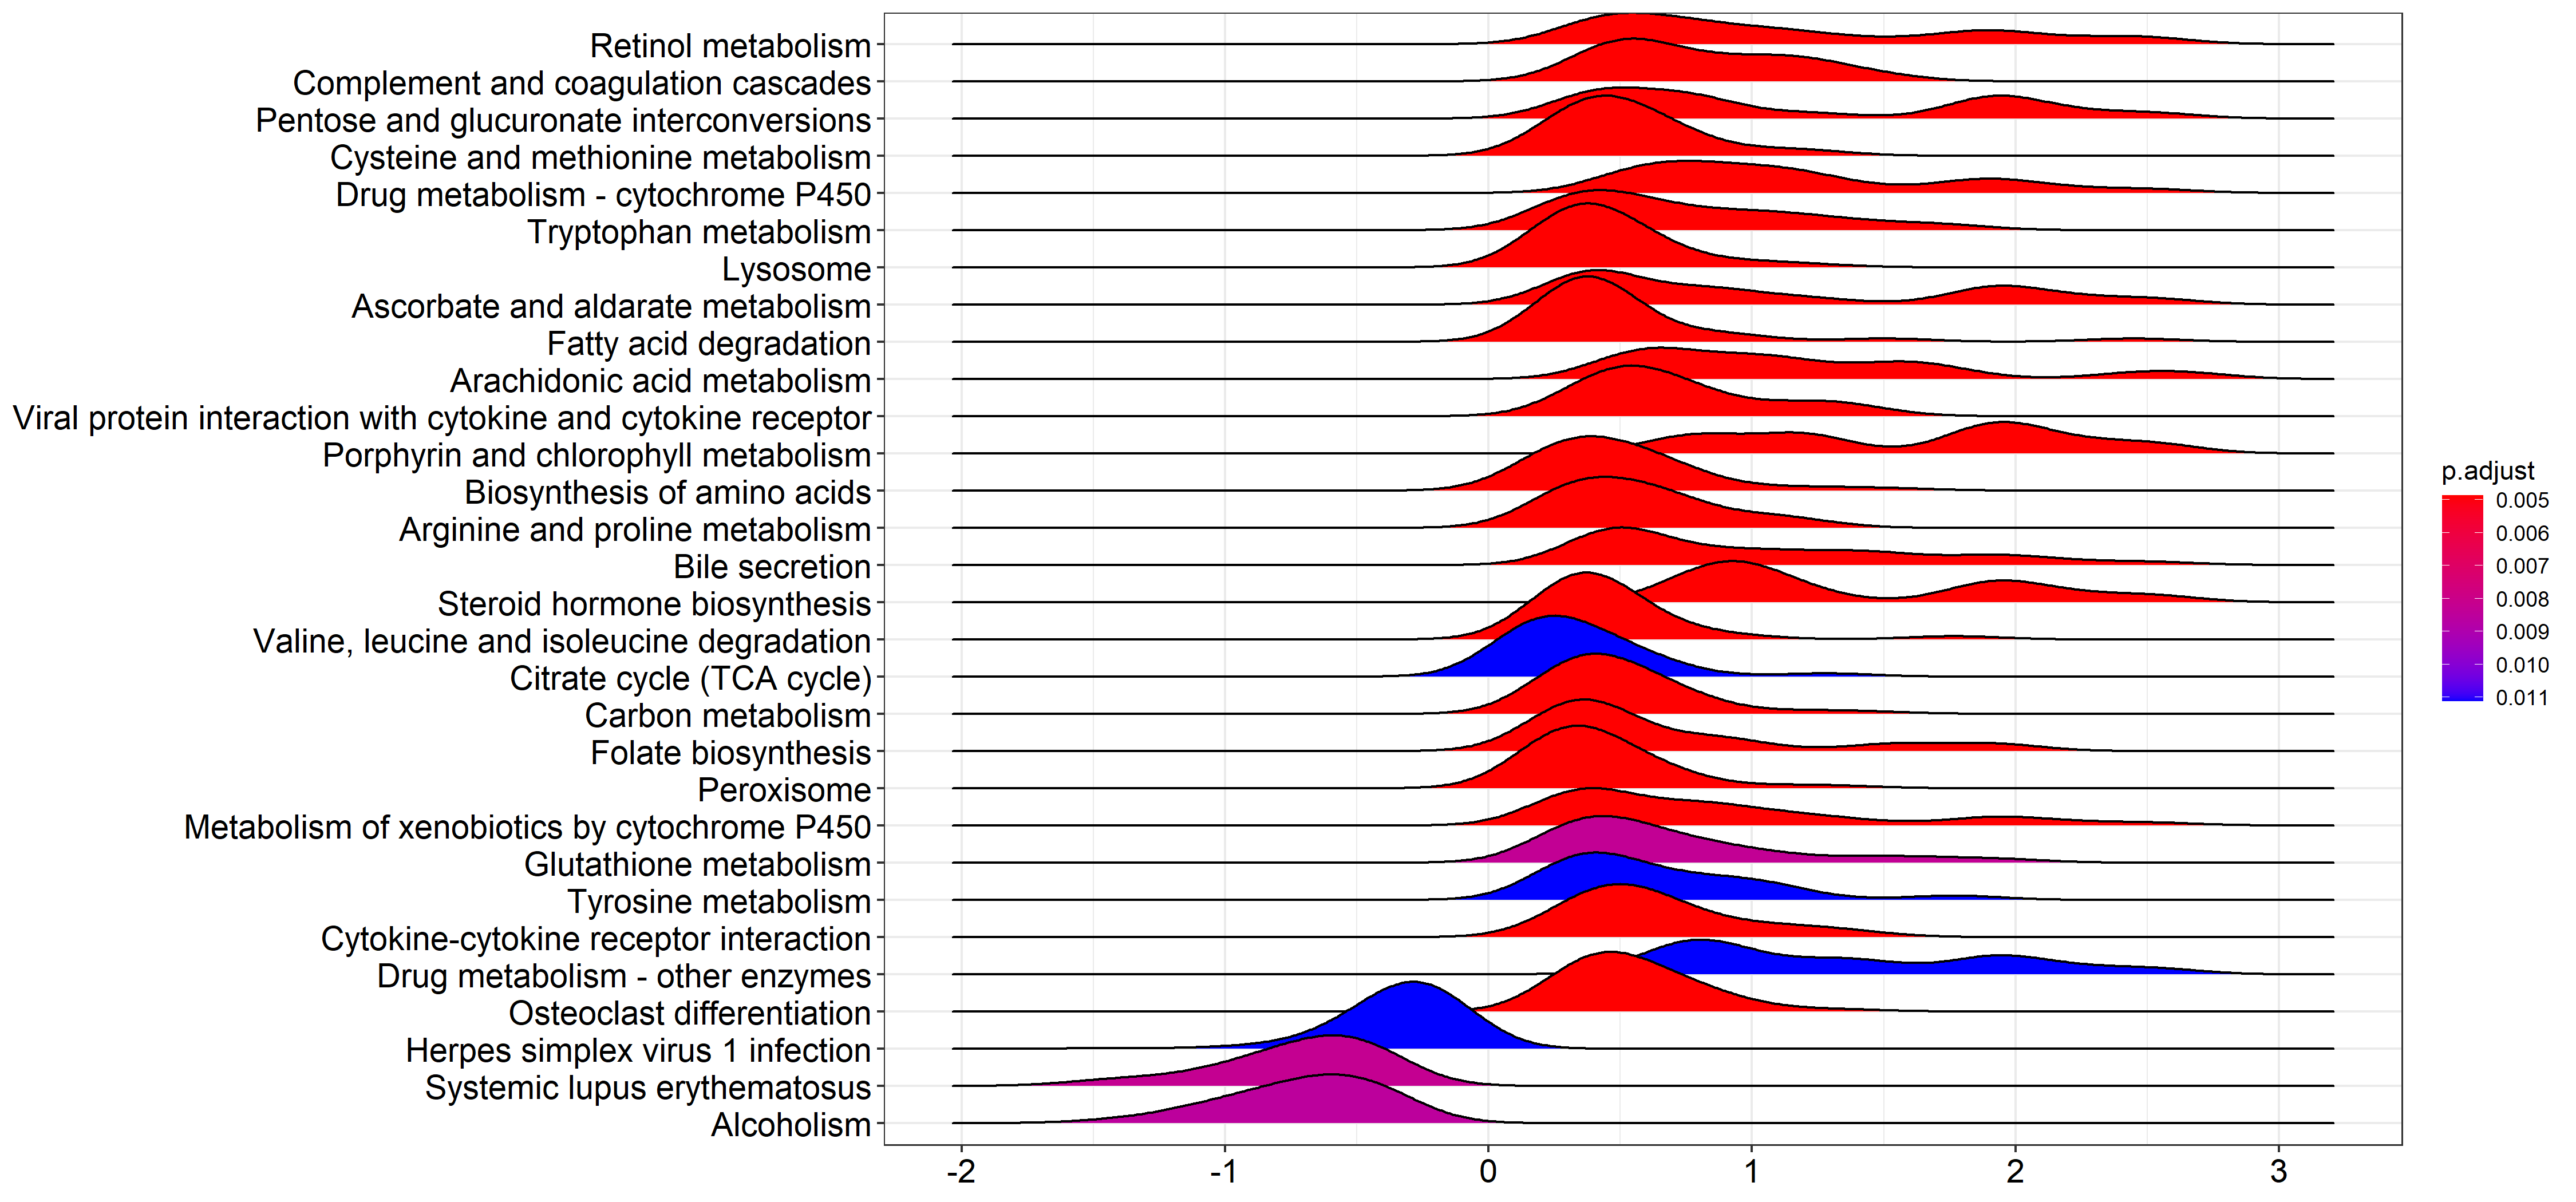 Retinol metabolism
Complement and coagulation cascades
Pentose and glucuronate interconversions
Cysteine and methionine metabolism
Drug metabolism - cytochrome P450
Tryptophan metabolism
Lysosome
Ascorbate and aldarate metabolism
Fatty acid degradation
Arachidonic acid metabolism
Viral protein interaction with cytokine and cytokine receptor
Porphyrin and chlorophyll metabolism
Biosynthesis of amino acids
Arginine and proline metabolism
Bile secretion
Steroid hormone biosynthesis
Valine, leucine and isoleucine degradation
Citrate cycle (TCA cycle)
Carbon metabolism
Folate biosynthesis
Peroxisome
Metabolism of xenobiotics by cytochrome P450
Glutathione metabolism
Tyrosine metabolism
Cytokine-cytokine receptor interaction
Drug metabolism - other enzymes
Osteoclast differentiation
Herpes simplex virus 1 infection
Systemic lupus erythematosus
Alcoholism
-2 -1 0 1 2 3
p.adjust
0.005
0.006
0.007
0.008
0.009
0.010
0.011